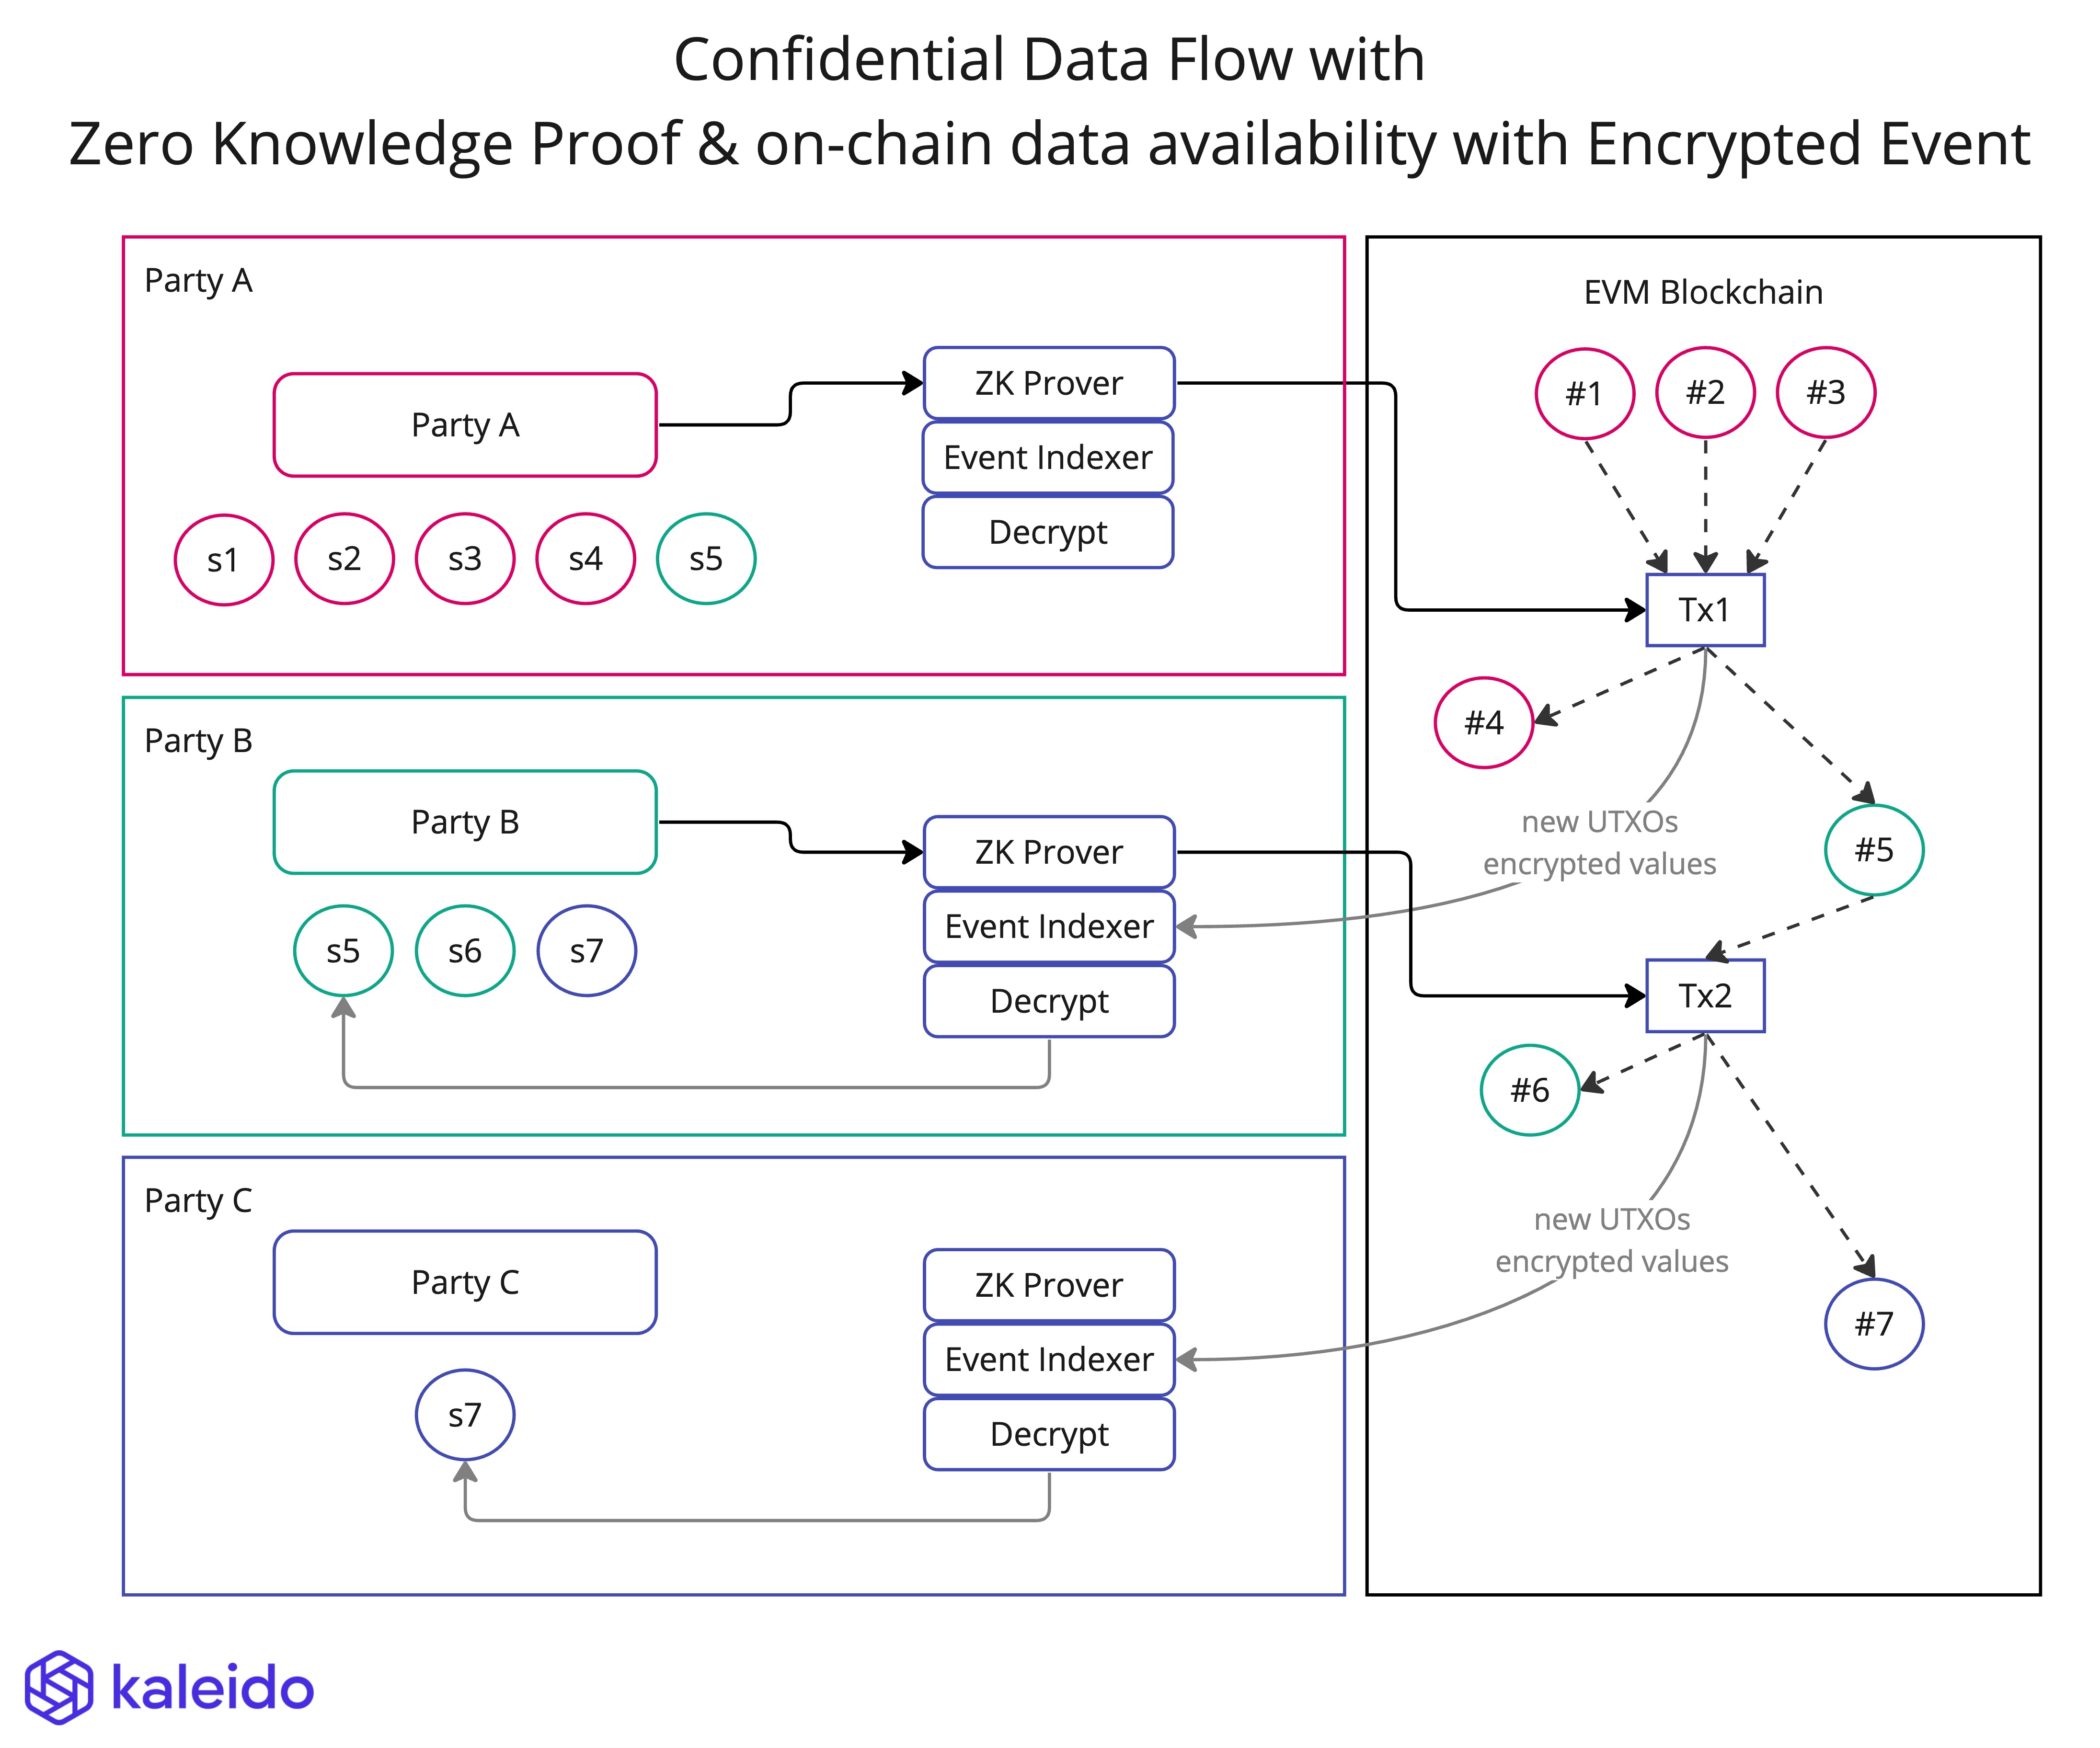 Confidential Data Flow with
Zero Knowledge Proof & on-chain data availability with Encrypted Event
Party A
Party A
s1
s2
s3
s4
s5
ZK Prover
Event Indexer
Decrypt
Party B
Party B
s5
s6
s7
ZK Prover
Event Indexer
Decrypt
Party C
Party C
s7
ZK Prover
Event Indexer
Decrypt
EVM Blockchain
#1
#2
#3
Tx1
#4
new UTXOs
encrypted values
#5
Tx2
#6
new UTXOs
encrypted values
#7
kaleido